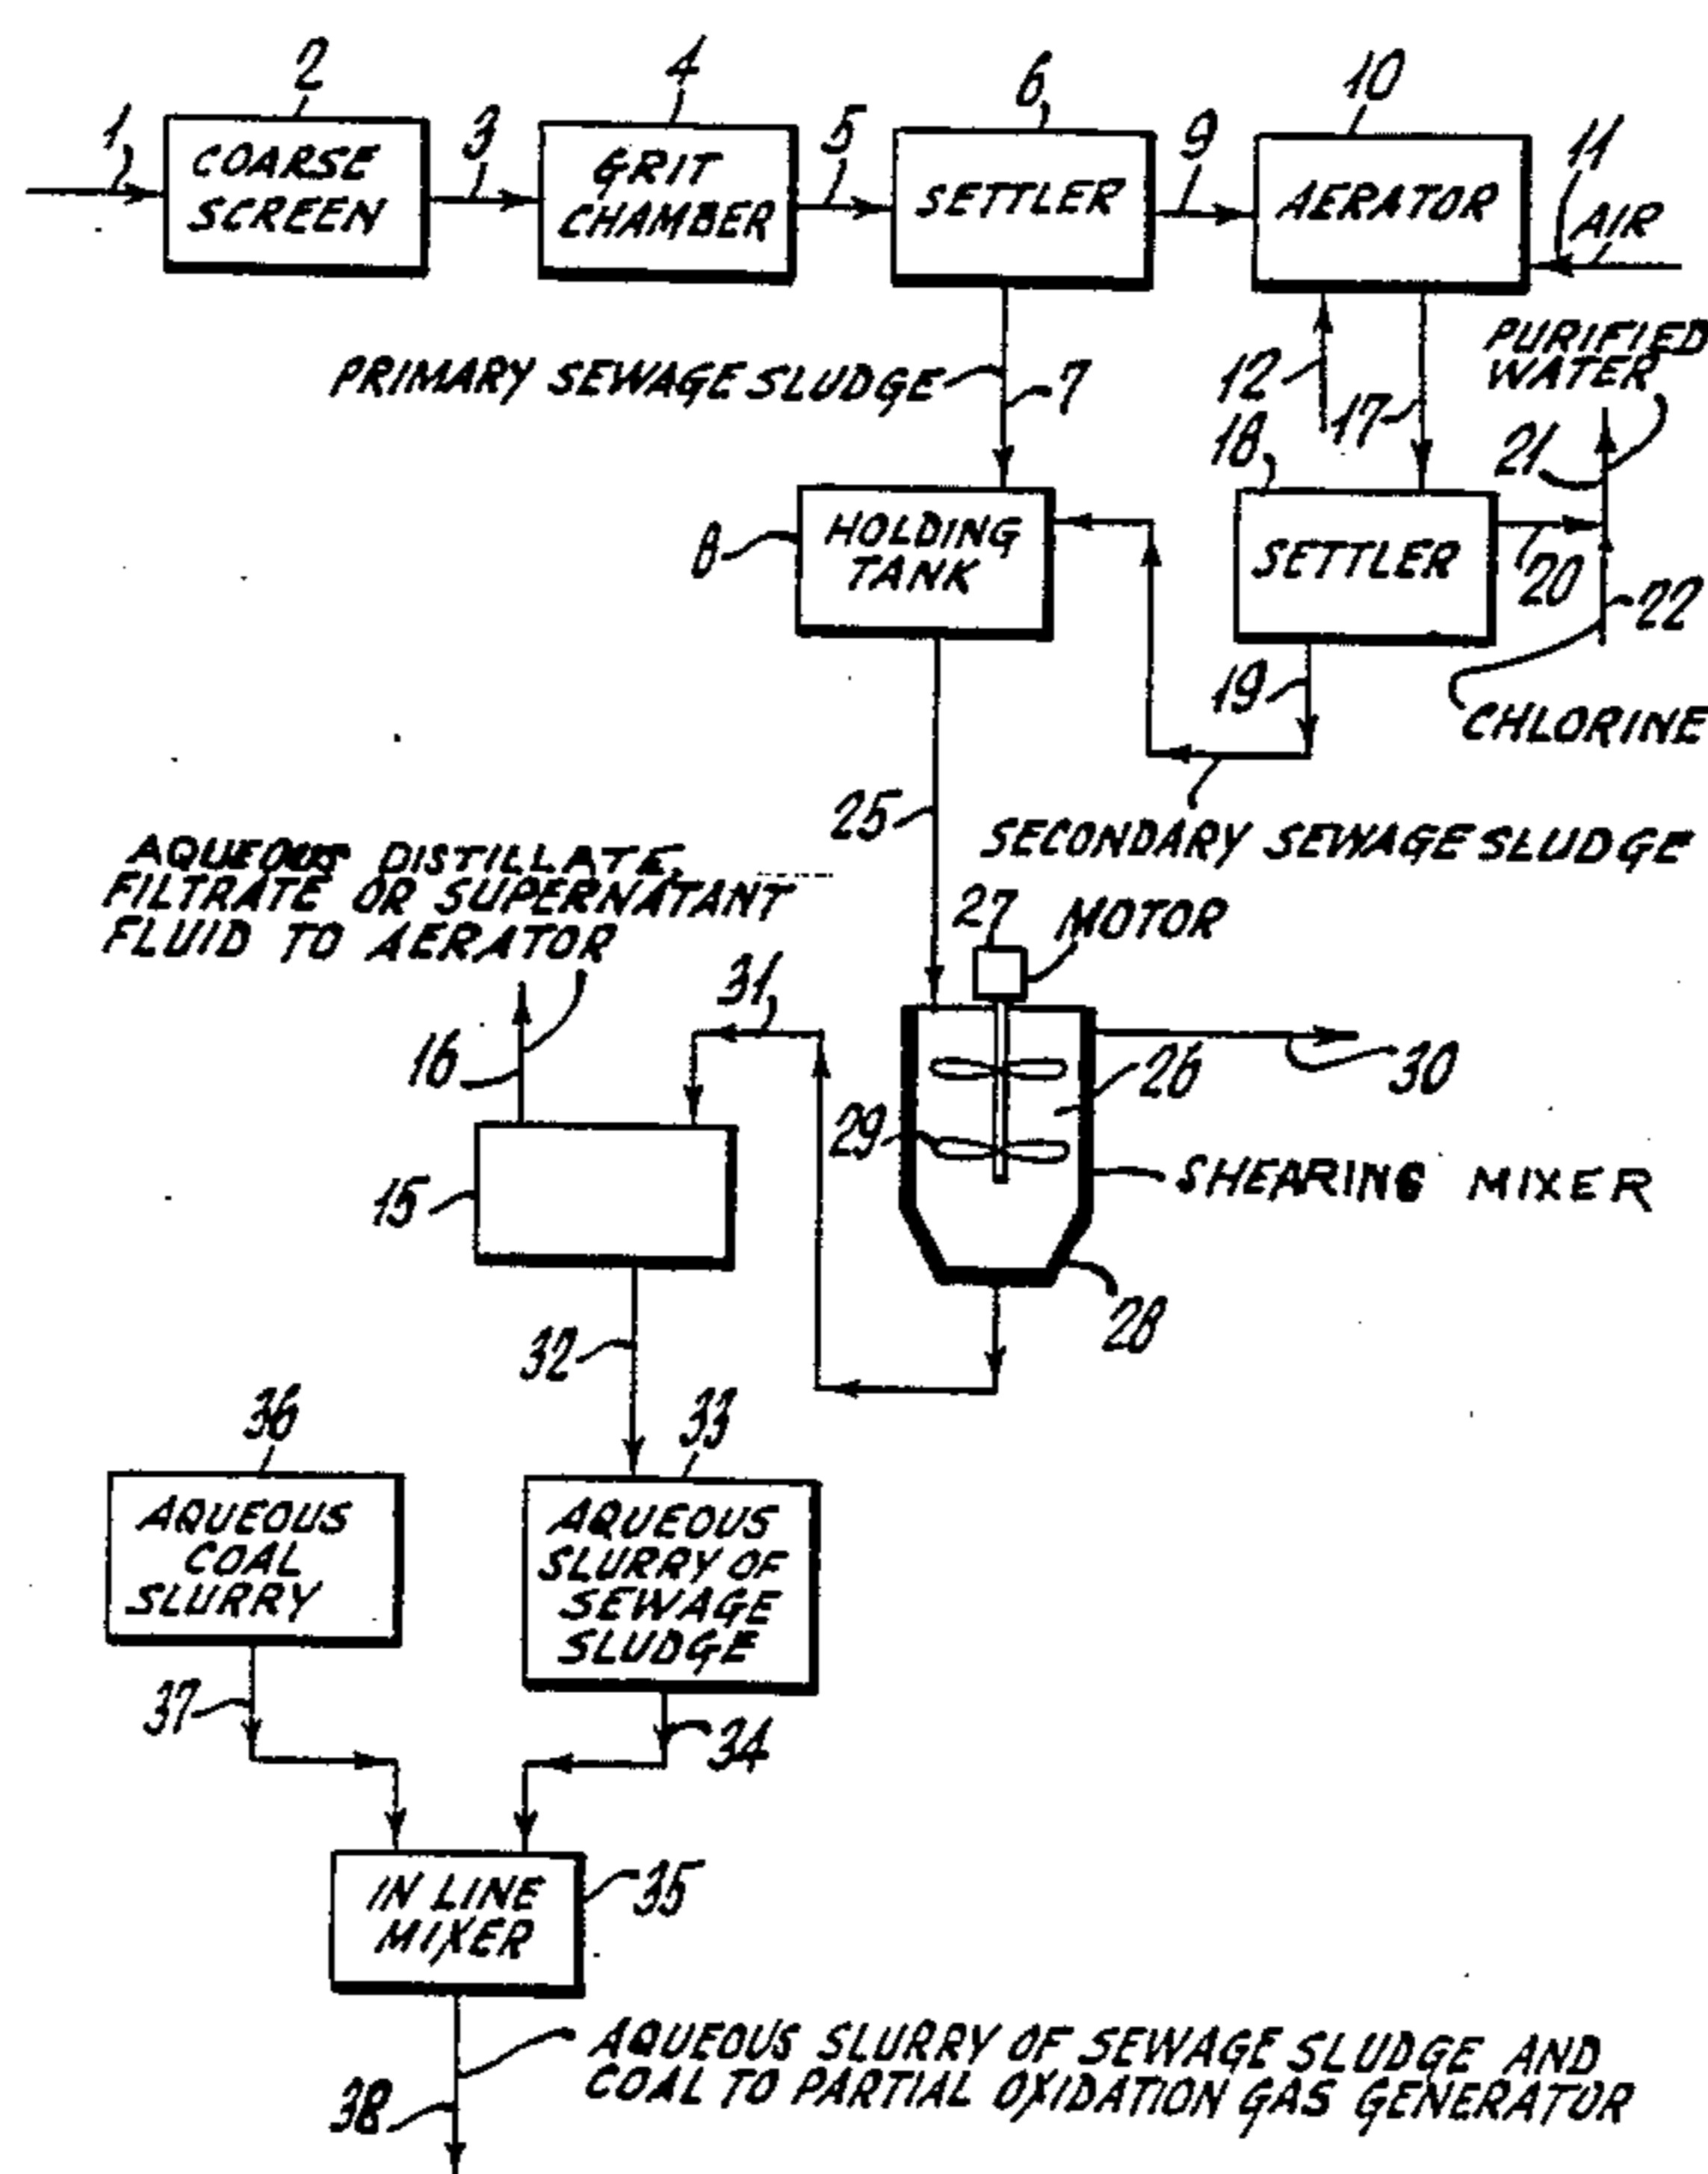 2
4
6
10
1
COARSE
SCREEN
3
GRIT
CHAMBER
5
SETTLER
9
AERATOR
11
AIR
PRIMARY SEWAGE SLUDGE
7
12
17
PURIFIED
WATER
18
21
8
HOLDING
TANK
SETTLER
20
22
19
CHLORINE
25
SECONDARY SEWAGE SLUDGE
AQUEOUS DISTILLATE,
FILTRATE OR SUPERNATANT
FLUID TO AERATOR
27
MOTOR
31
16
26
30
29
15
SHEARING MIXER
28
32
36
33
AQUEOUS
COAL
SLURRY
AQUEOUS
SLURRY OF
SEWAGE
SLUDGE
37
34
IN LINE
MIXER
35
AQUEOUS SLURRY OF SEWAGE SLUDGE AND
COAL TO PARTIAL OXIDATION GAS GENERATOR
38